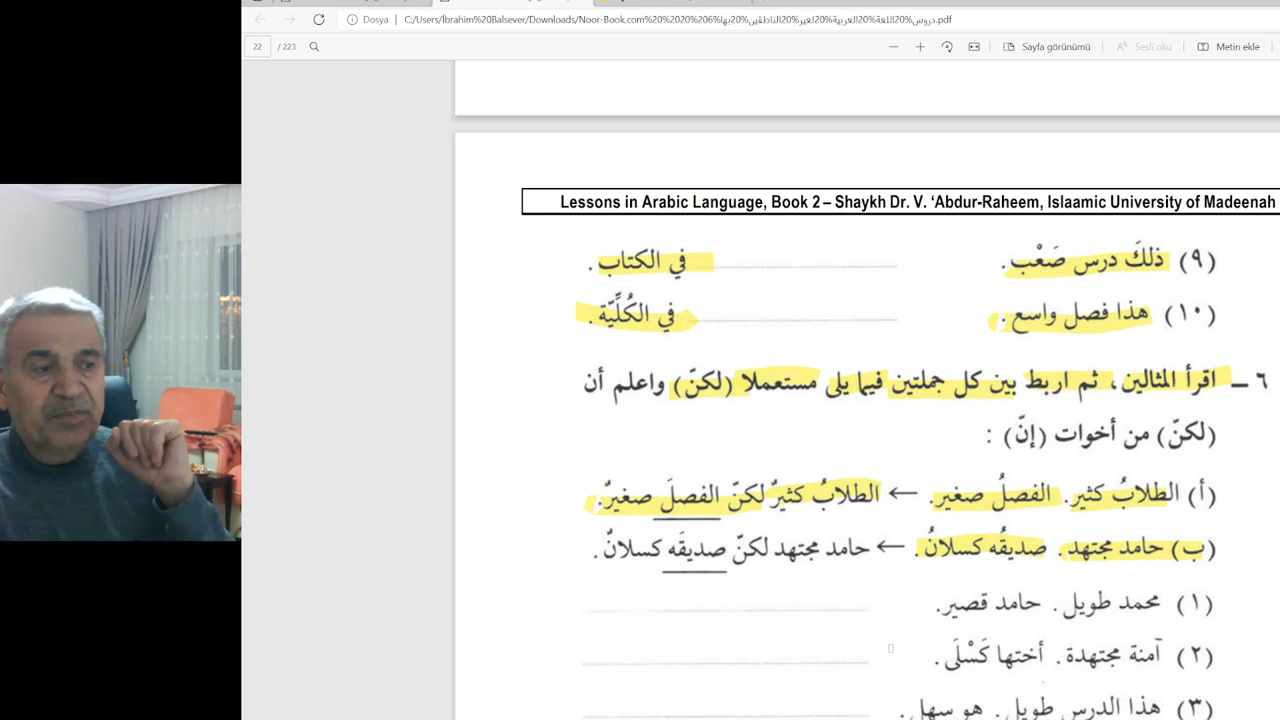 Dosya C:/Users/İbrahim%20Balsever/Downloads/Noor-Book.com%20%2020%206%دروس%20اللغة%20العربية%20لغير%20الناطقين%20بها.pdf
22 / 223 Sayfa görünümü Sesli oku Metin ekle
Lessons in Arabic Language, Book 2 – Shaykh Dr. V. ‘Abdur-Raheem, Islaamic University of Madeenah
(٩) ذلكَ درس صَعْب. في الكتاب.
(١٠) هذا فصل واسع. في الكُلِّيّة.
٦ ــ اقرأ المثالين، ثم اربط بين كل جملتين فيما يلى مستعملا (لكنّ) واعلم أن
(لكنّ) من أخوات (إنّ) :
(أ) الطلابُ كثير. الفصلُ صغير. ← الطلابُ كثيرٌ لكنّ الفصلَ صغيرٌ.
(ب) حامد مجتهد. صديقُه كسلانُ. ← حامد مجتهد لكنّ صديقَه كسلانٌ.
(١) محمد طويل. حامد قصير.
(٢) آمنة مجتهدة. أختها كَسْلَى.
(٣) هذا الدرس طويل. هو سهل.